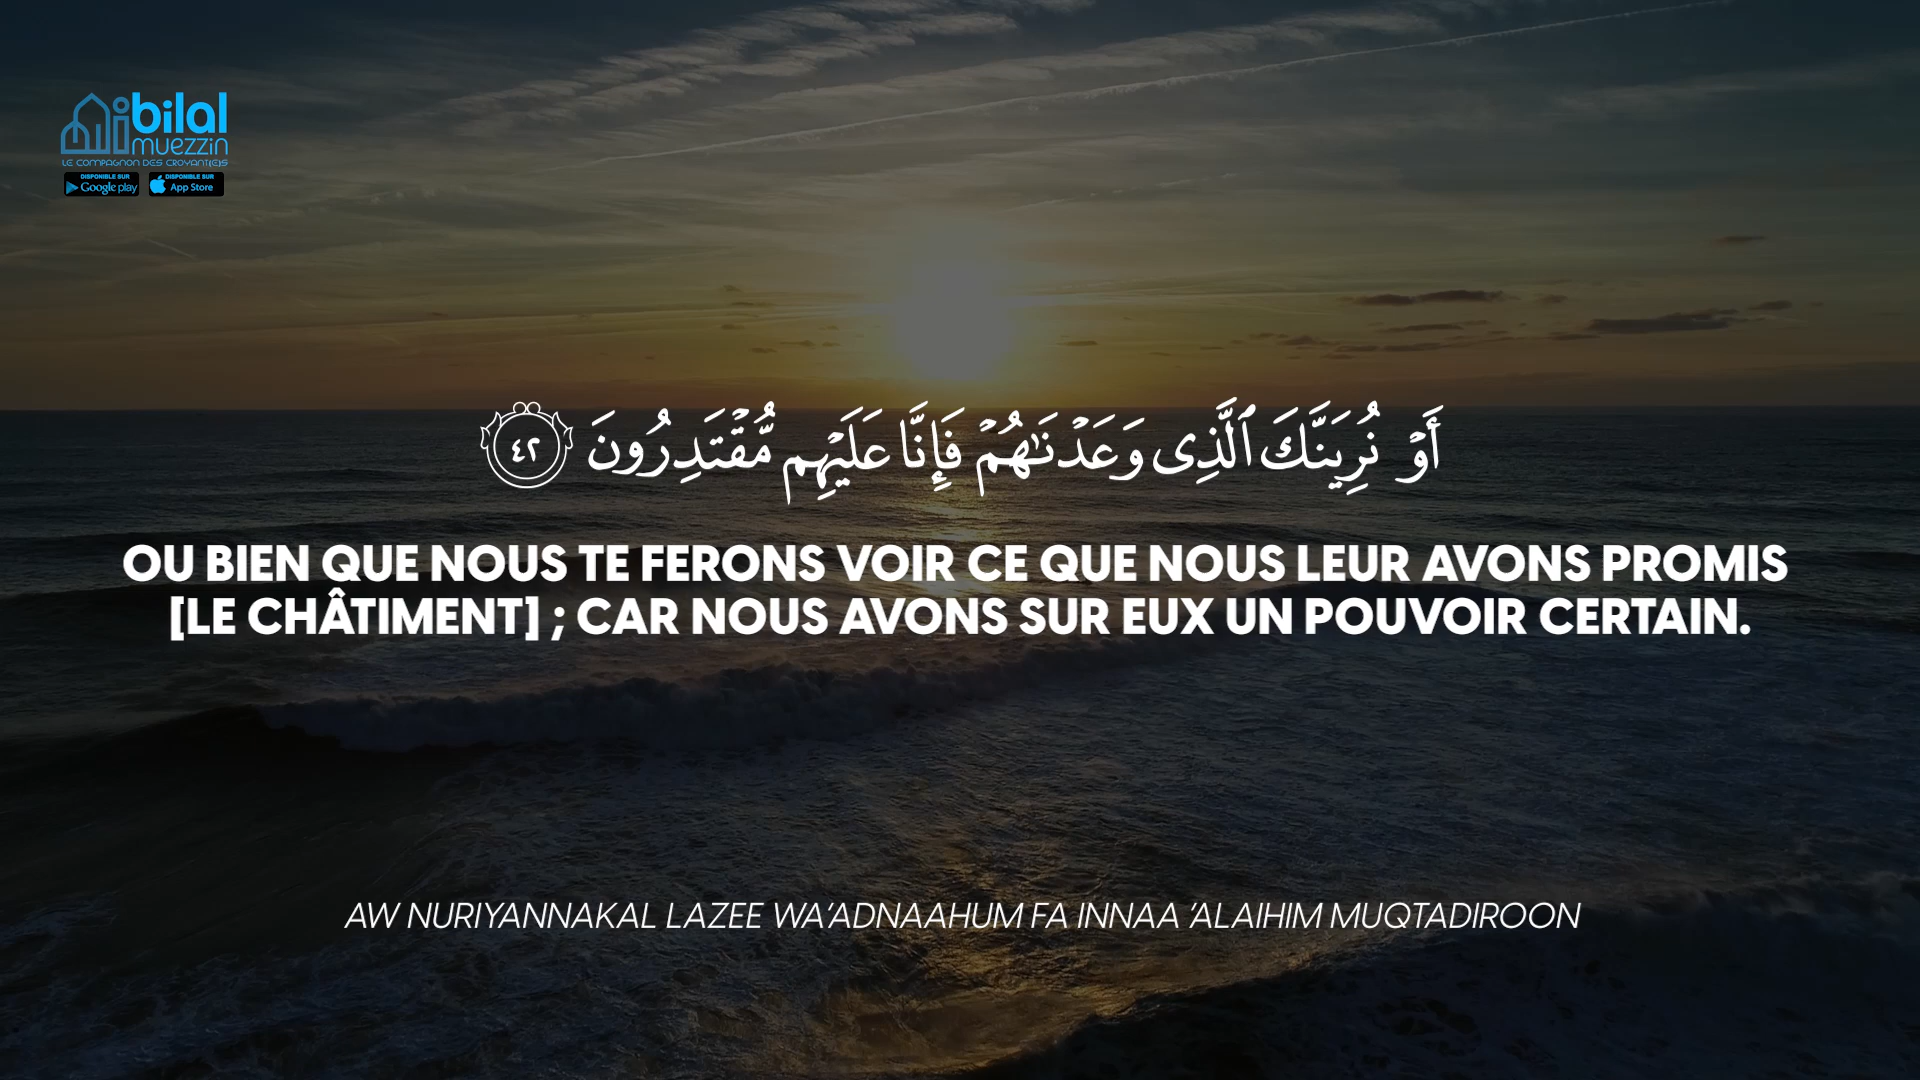 bilal
muezzin
LE COMPAGNON DES CROYANT(E)S
DISPONIBLE SUR
Google play
DISPONIBLE SUR
App Store
أَوْ نُرِيَنَّكَ ٱلَّذِى وَعَدْنَـٰهُمْ فَإِنَّا عَلَيْهِم مُّقْتَدِرُونَ ٤٢
OU BIEN QUE NOUS TE FERONS VOIR CE QUE NOUS LEUR AVONS PROMIS
[LE CHÂTIMENT] ; CAR NOUS AVONS SUR EUX UN POUVOIR CERTAIN.
AW NURIYANNAKAL LAZEE WA'ADNAAHUM FA INNAA 'ALAIHIM MUQTADIROON